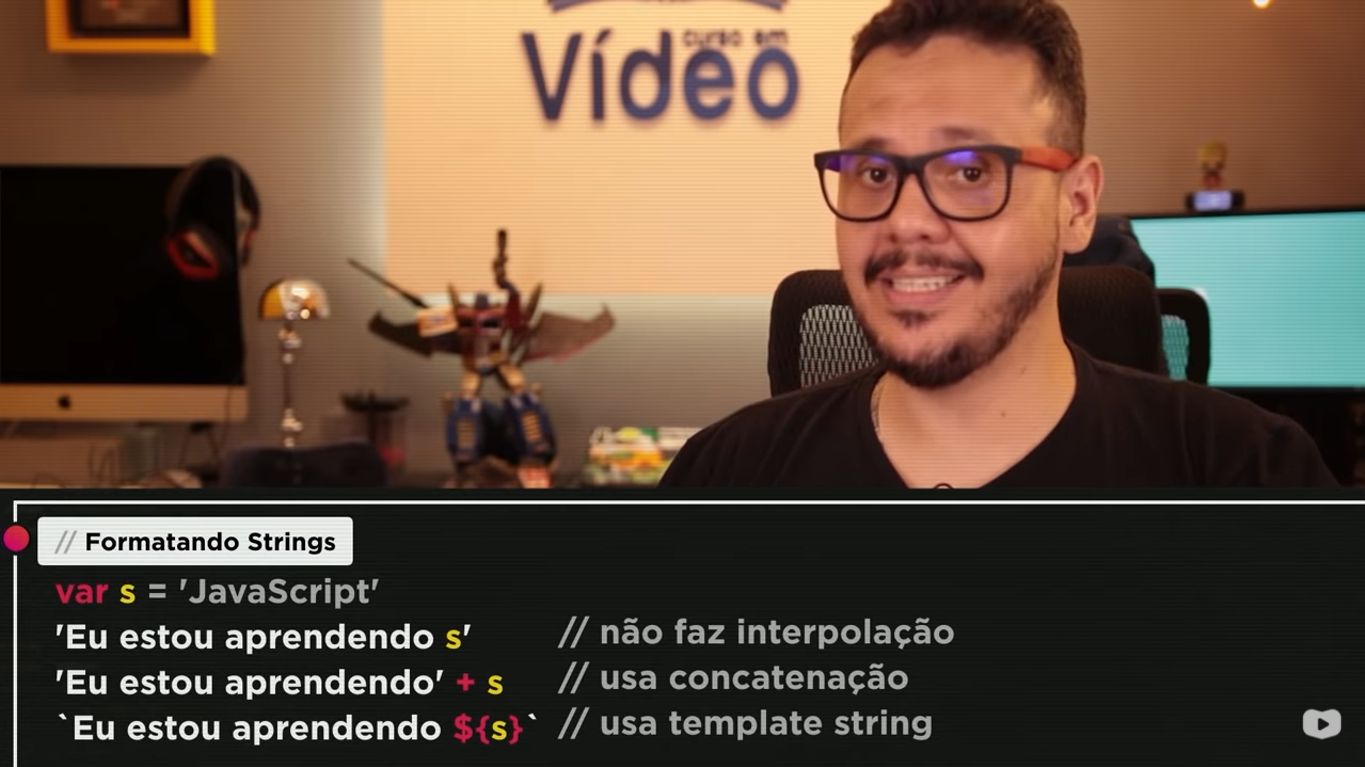 curso em
Vídeo
// Formatando Strings
var s = 'JavaScript'
'Eu estou aprendendo s' // não faz interpolação
'Eu estou aprendendo' + s // usa concatenação
`Eu estou aprendendo ${s}` // usa template string